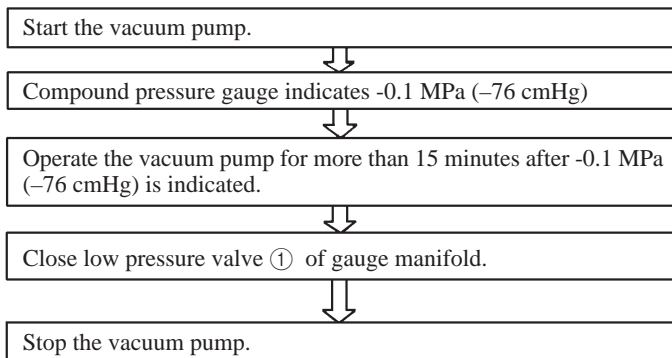 Start the vacuum pump.
Compound pressure gauge indicates -0.1 MPa (–76 cmHg)
Operate the vacuum pump for more than 15 minutes after -0.1 MPa
(–76 cmHg) is indicated.
Close low pressure valve ① of gauge manifold.
Stop the vacuum pump.